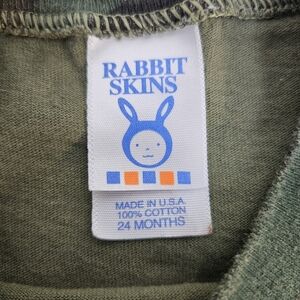 RABBIT
SKINS
MADE IN U.S.A.
100% COTTON
24 MONTHS